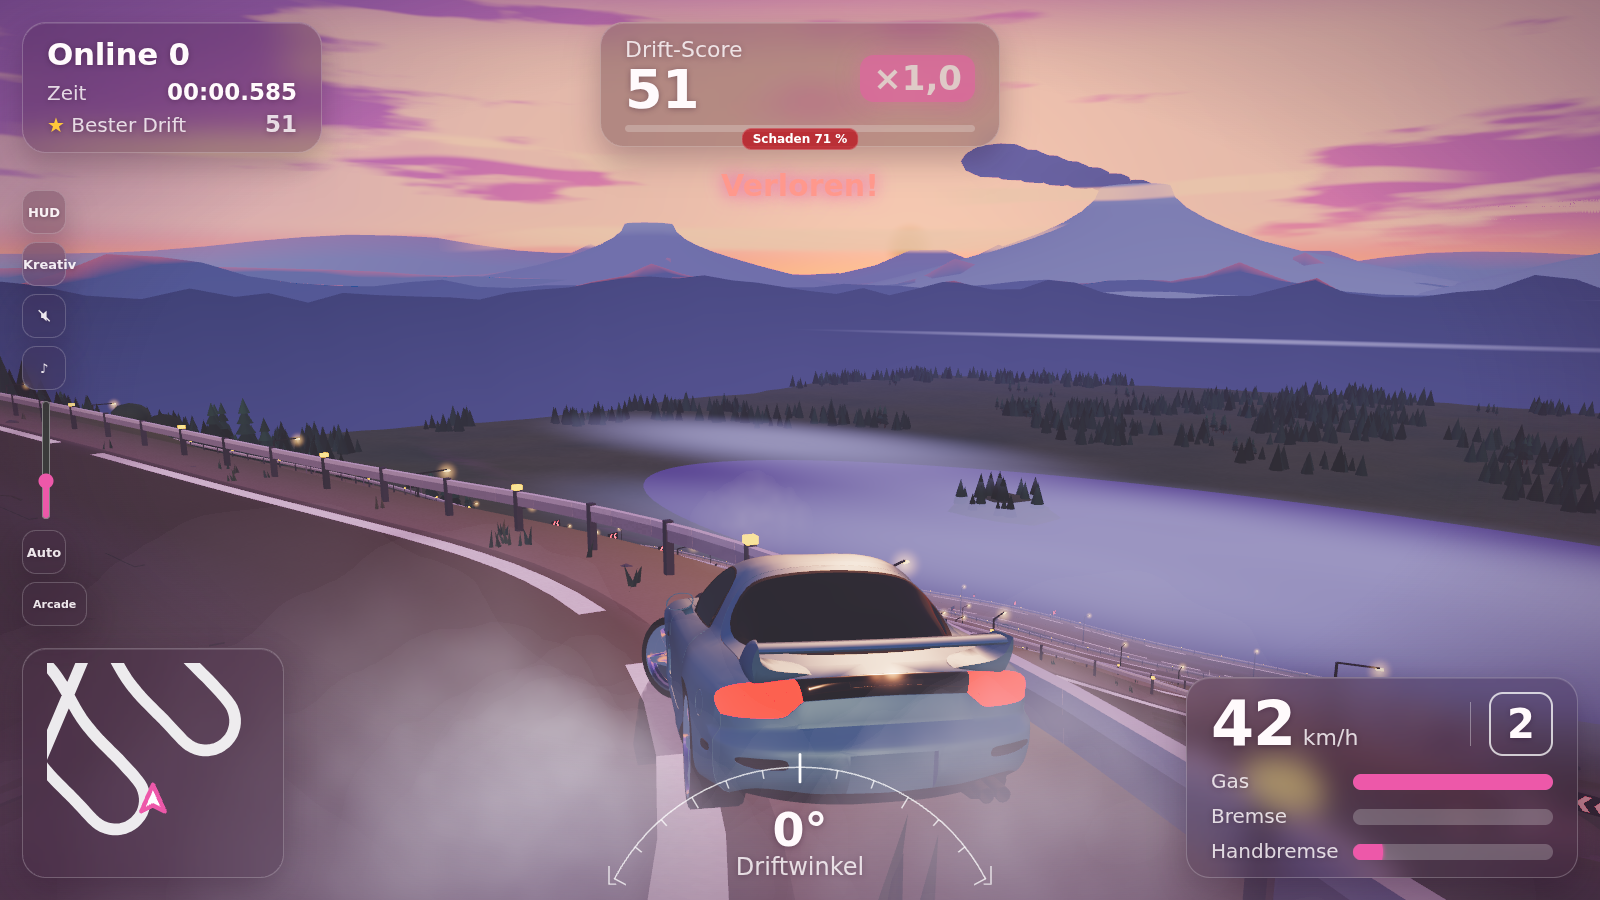 Online 0
Zeit 00:00.585
★ Bester Drift 51
Drift-Score
51
×1,0
Schaden 71 %
Verloren!
HUD
Kreativ
♪
Auto
Arcade
0°
Driftwinkel
42 km/h
2
Gas
Bremse
Handbremse